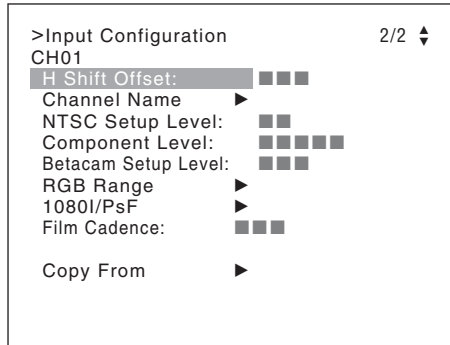 >Input Configuration 2/2
CH01
H Shift Offset: ■■■
Channel Name ▶
NTSC Setup Level: ■■
Component Level: ■■■■■
Betacam Setup Level: ■■■
RGB Range ▶
1080I/PsF ▶
Film Cadence: ■■■
Copy From ▶